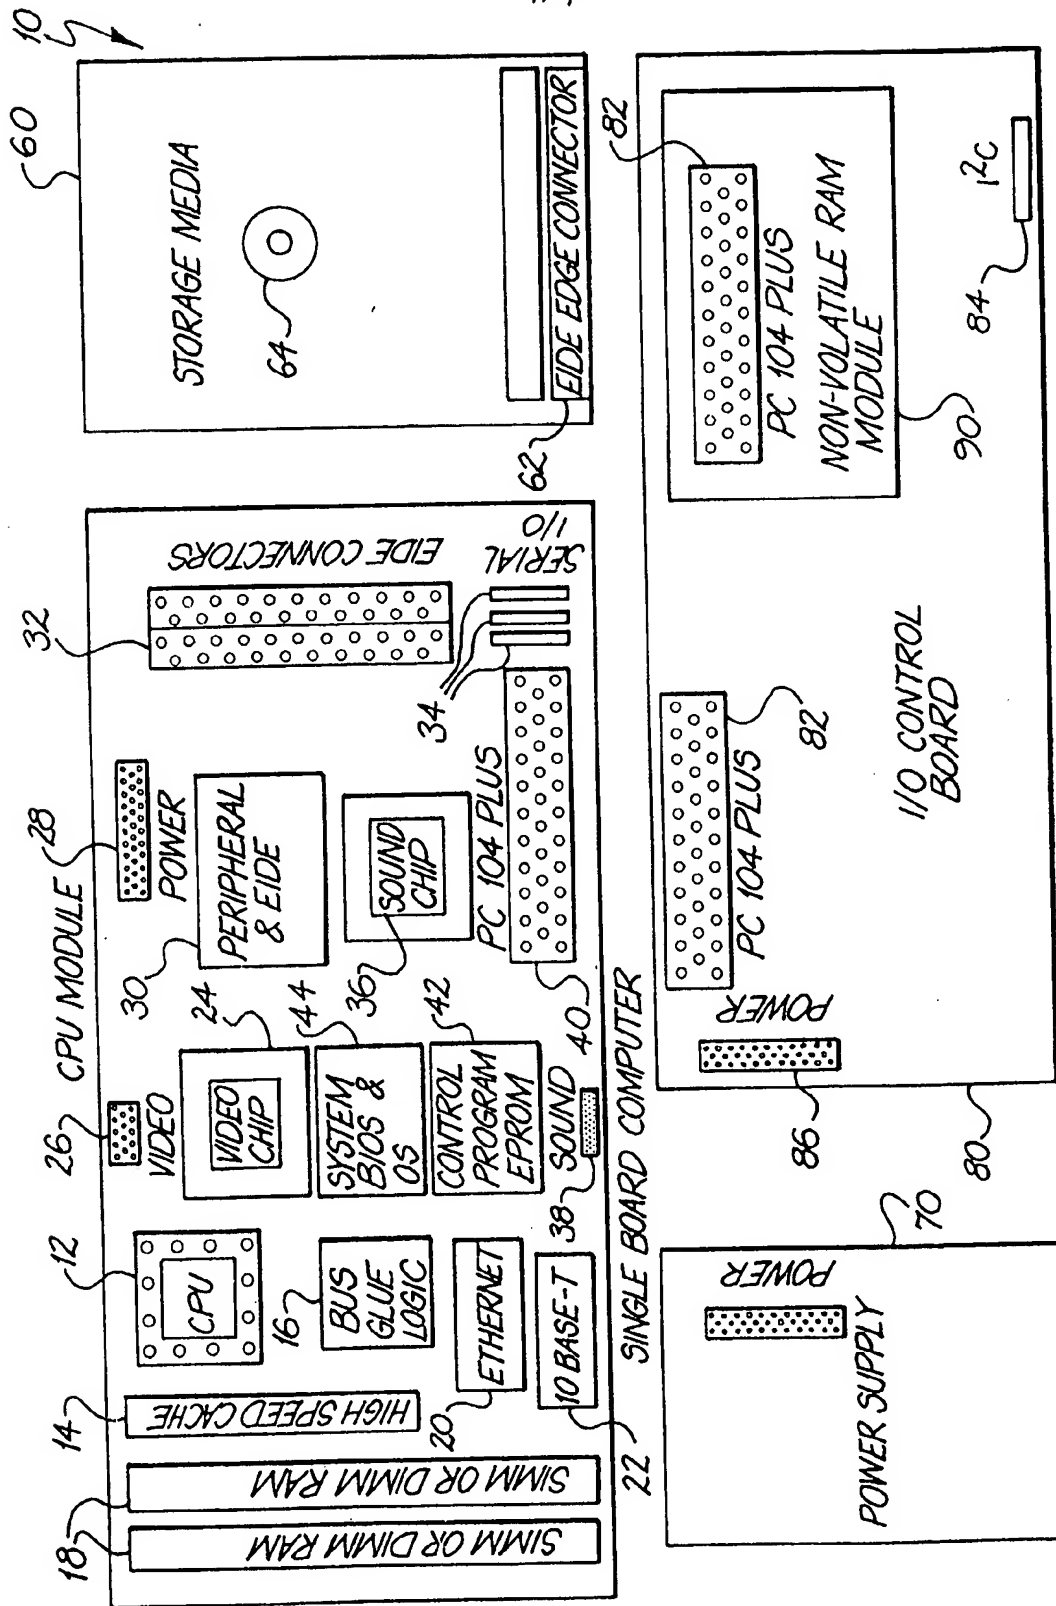 10
60
STORAGE MEDIA
64
EIDE EDGE CONNECTOR
62
CPU MODULE
18
SIMM OR DIMM RAM
SIMM OR DIMM RAM
14
HIGH SPEED CACHE
12
CPU
16
BUS
GLUE
LOGIC
20
ETHERNET
22
10 BASE-T
26
VIDEO
24
VIDEO
CHIP
44
SYSTEM
BIOS &
OS
42
CONTROL
PROGRAM
EPROM
38
SOUND
28
POWER
30
PERIPHERAL
& EIDE
36
SOUND
CHIP
PC 104 PLUS
40
32
EIDE CONNECTORS
34
SERIAL
I/O
SINGLE BOARD COMPUTER
70
POWER
POWER SUPPLY
80
86
POWER
PC 104 PLUS
82
I/O CONTROL
BOARD
82
PC 104 PLUS
NON-VOLATILE RAM
MODULE
90
84
I²C